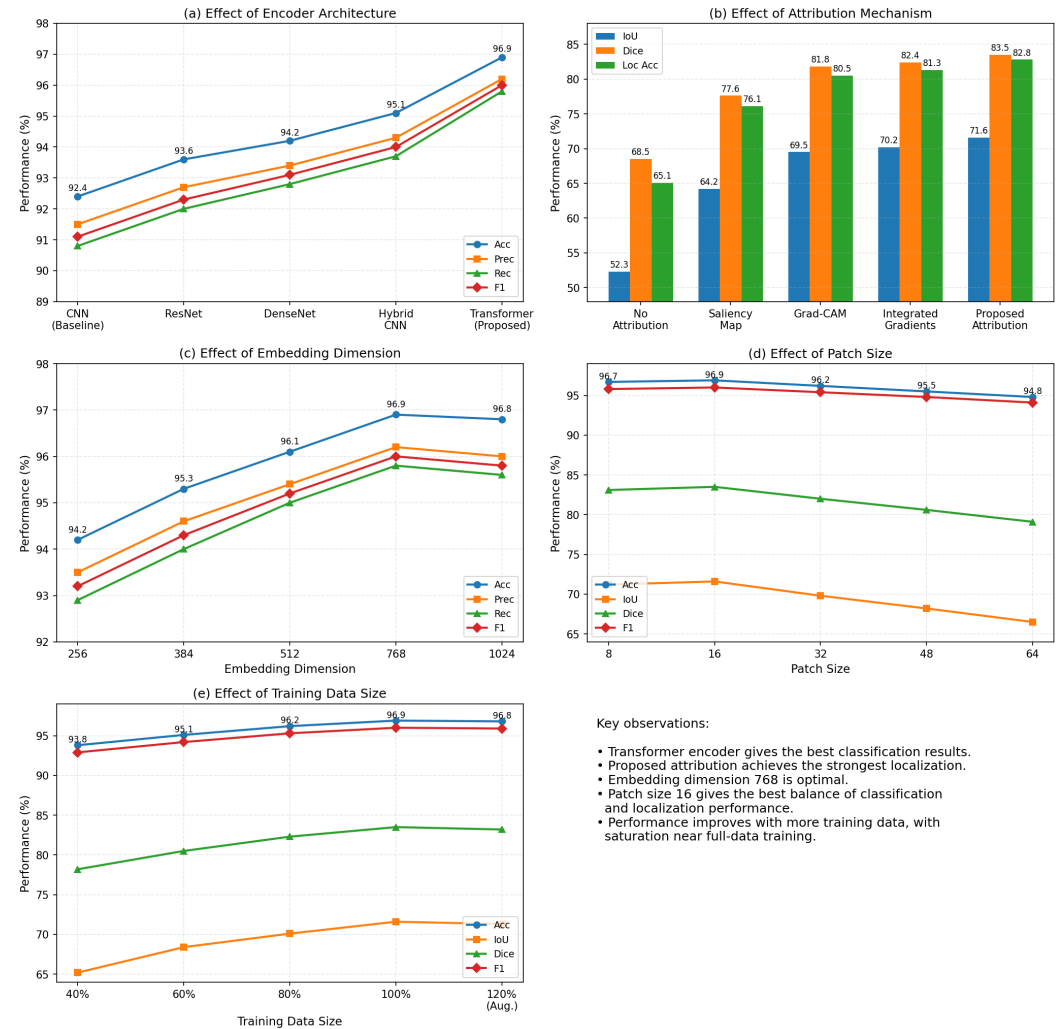 (a) Effect of Encoder Architecture
Performance (%)
98
97
96
95
94
93
92
91
90
89
92.4
93.6
94.2
95.1
96.9
Acc
Prec
Rec
F1
CNN
(Baseline)
ResNet
DenseNet
Hybrid
CNN
Transformer
(Proposed)
(b) Effect of Attribution Mechanism
Performance (%)
85
80
75
70
65
60
55
50
IoU
Dice
Loc Acc
52.3
68.5
65.1
64.2
77.6
76.1
69.5
81.8
80.5
70.2
82.4
81.3
71.6
83.5
82.8
No
Attribution
Saliency
Map
Grad-CAM
Integrated
Gradients
Proposed
Attribution
(c) Effect of Embedding Dimension
Performance (%)
98
97
96
95
94
93
92
94.2
95.3
96.1
96.9
96.8
Acc
Prec
Rec
F1
256
384
512
768
1024
Embedding Dimension
(d) Effect of Patch Size
Performance (%)
95
90
85
80
75
70
65
96.7
96.9
96.2
95.5
94.8
Acc
IoU
Dice
F1
8
16
32
48
64
Patch Size
(e) Effect of Training Data Size
Performance (%)
95
90
85
80
75
70
65
93.8
95.1
96.2
96.9
96.8
Acc
IoU
Dice
F1
40%
60%
80%
100%
120%
(Aug.)
Training Data Size
Key observations:
• Transformer encoder gives the best classification results.
• Proposed attribution achieves the strongest localization.
• Embedding dimension 768 is optimal.
• Patch size 16 gives the best balance of classification
and localization performance.
• Performance improves with more training data, with
saturation near full-data training.